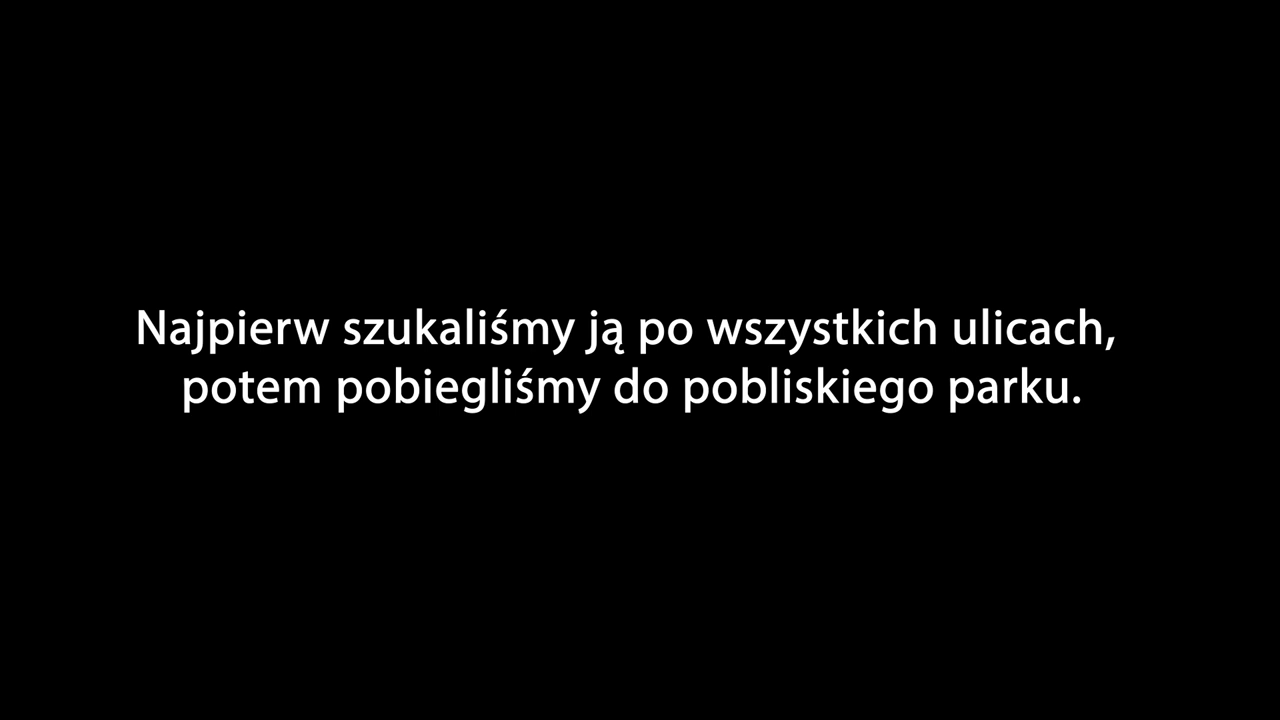 Najpierw szukaliśmy ją po wszystkich ulicach,
potem pobiegliśmy do pobliskiego parku.